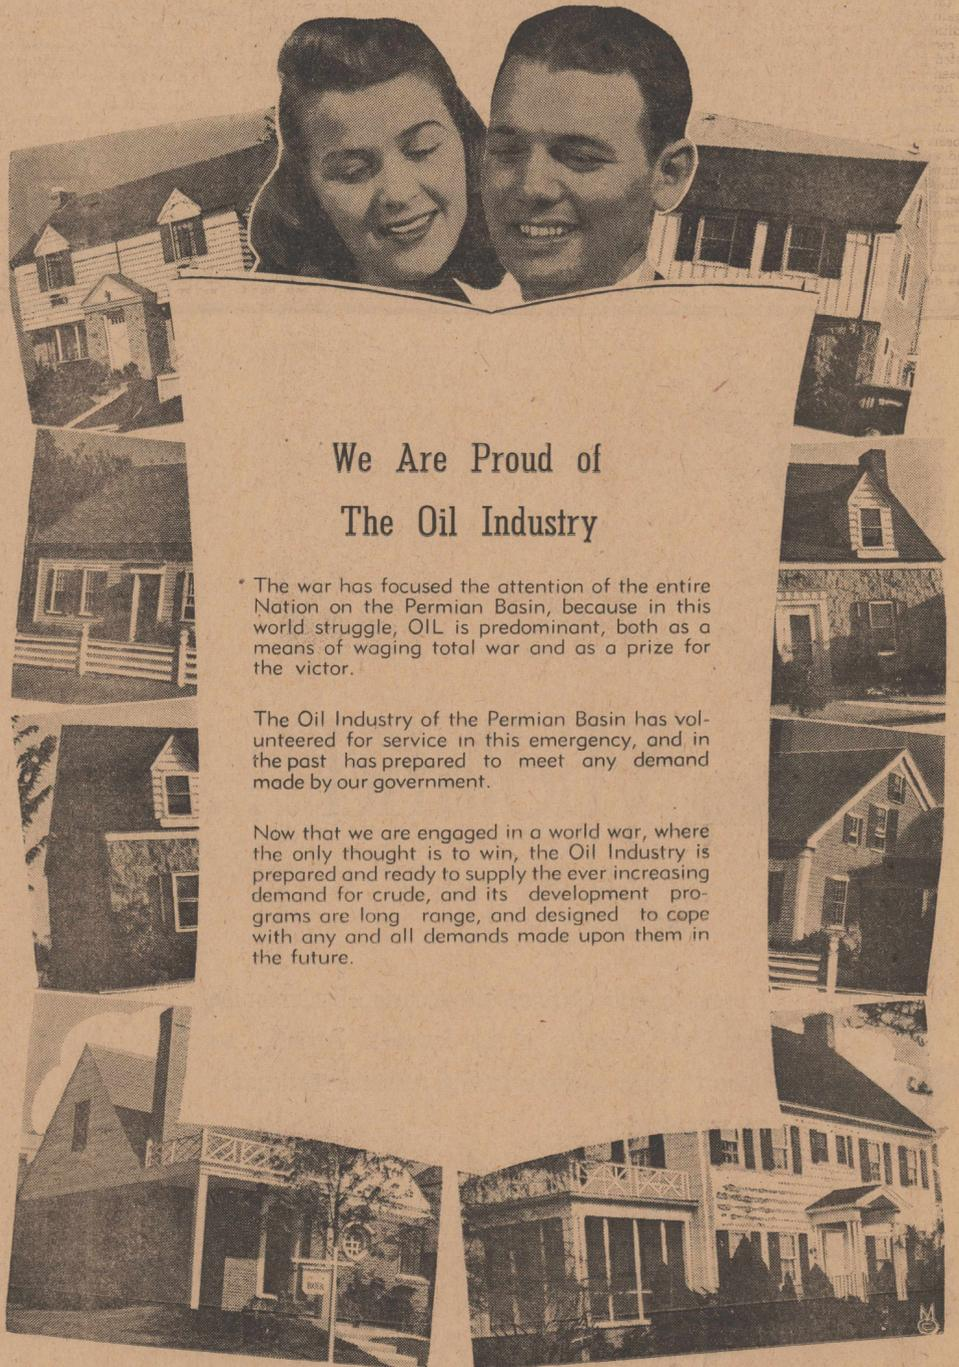 We Are Proud of
The Oil Industry
The war has focused the attention of the entire
Nation on the Permian Basin, because in this
world struggle, OIL is predominant, both as a
means of waging total war and as a prize for
the victor.
The Oil Industry of the Permian Basin has vol-
unteered for service in this emergency, and in
the past has prepared to meet any demand
made by our government.
Now that we are engaged in a world war, where
the only thought is to win, the Oil Industry is
prepared and ready to supply the ever increasing
demand for crude, and its development pro-
grams are long range, and designed to cope
with any and all demands made upon them in
the future.